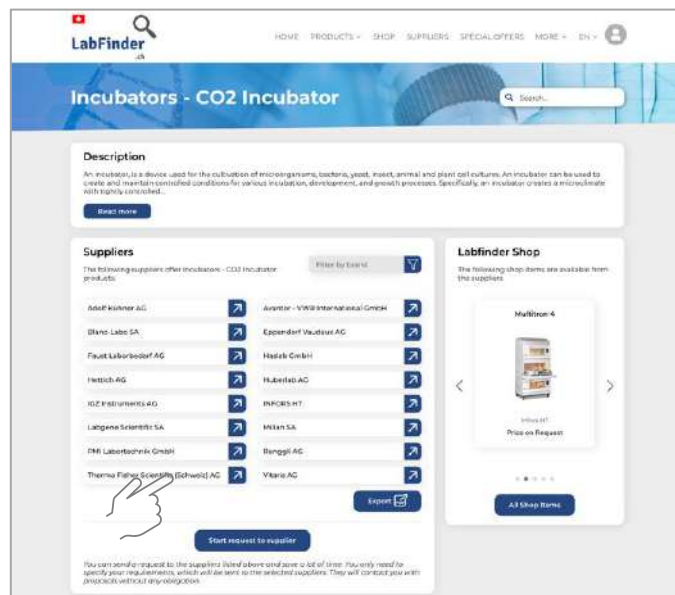 LabFinder
.ch
HOME PRODUCTS SHOP SUPPLIERS SPECIAL OFFERS MORE EN
Incubators - CO2 Incubator
Search...
Description
An incubator, is a device used for the cultivation of microorganisms, bacteria, yeast, insect, animal and plant cell cultures. An incubator can be used to
create and maintain controlled conditions for various incubation, development, and growth processes. Specifically, an incubator creates a microclimate
with tightly controlled...
Read more
Suppliers
The following suppliers offer Incubators - CO2 Incubator
products.
Filter by brand
Adolf Kühner AG
Avantor - VWR International GmbH
Blanc-Labo SA
Eppendorf Vaudaux AG
Faust Laborbedarf AG
Haslab GmbH
Hettich AG
Huberlab AG
IGZ Instruments AG
INFORS HT
Labgene Scientific SA
Milian SA
PMI Labortechnik GmbH
Ranggli AG
Thermo Fisher Scientific (Schweiz) AG
Vitaris AG
Export
Start request to supplier
You can send a request to the suppliers listed above and save a lot of time. You only need to
specify your requirements, which will be sent to the selected suppliers. They will contact you with
proposals without any obligation.
Labfinder Shop
The following shop items are available from
the suppliers
Multitron 4
Infors HT
Price on Request
All Shop Items